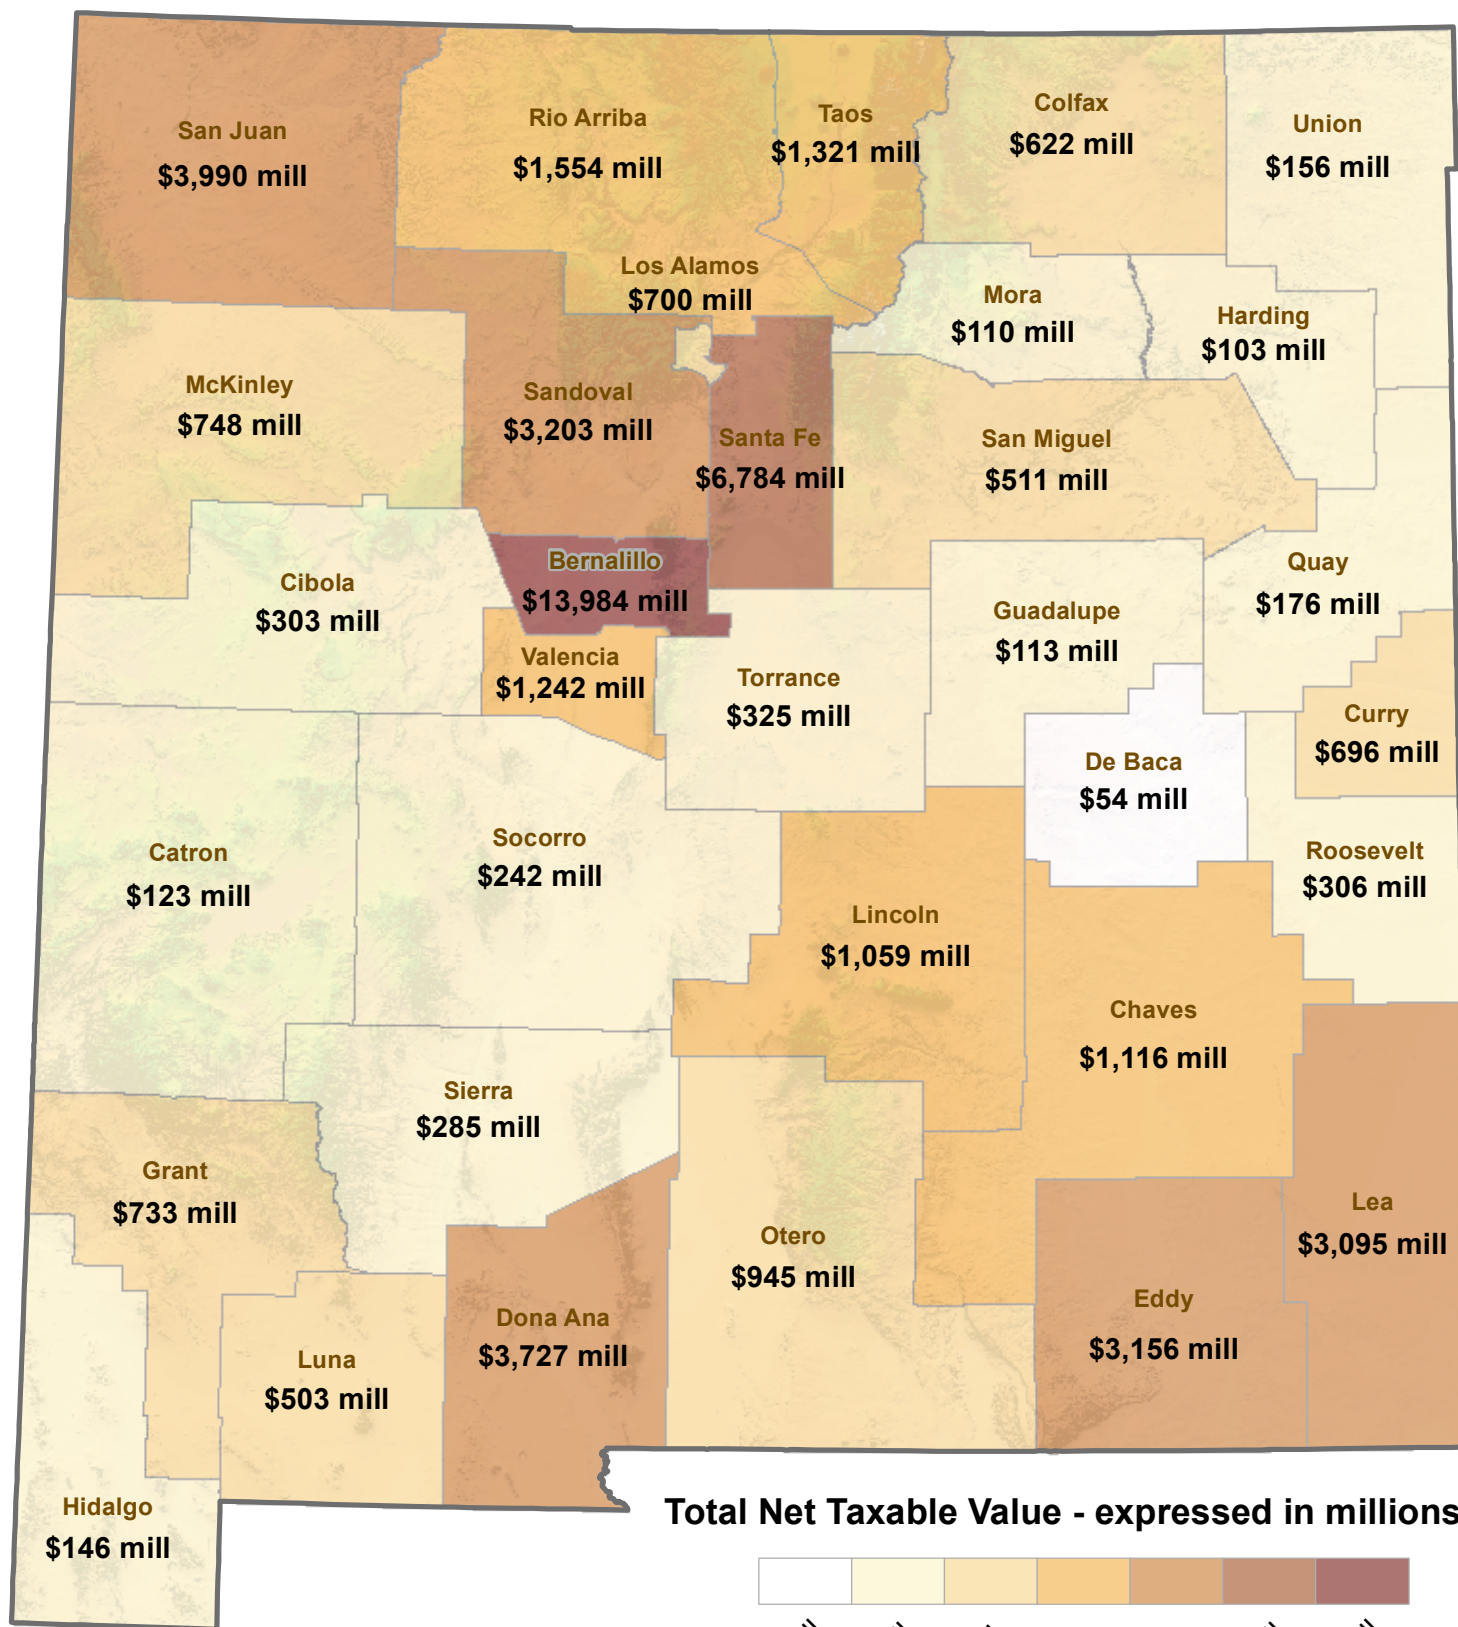 San Juan
$3,990 mill
Rio Arriba
$1,554 mill
Taos
$1,321 mill
Colfax
$622 mill
Union
$156 mill
Los Alamos
$700 mill
Mora
$110 mill
Harding
$103 mill
McKinley
$748 mill
Sandoval
$3,203 mill
Santa Fe
$6,784 mill
San Miguel
$511 mill
Cibola
$303 mill
Bernalillo
$13,984 mill
Valencia
$1,242 mill
Torrance
$325 mill
Guadalupe
$113 mill
Quay
$176 mill
Curry
$696 mill
De Baca
$54 mill
Roosevelt
$306 mill
Catron
$123 mill
Socorro
$242 mill
Lincoln
$1,059 mill
Chaves
$1,116 mill
Sierra
$285 mill
Grant
$733 mill
Otero
$945 mill
Lea
$3,095 mill
Eddy
$3,156 mill
Dona Ana
$3,727 mill
Luna
$503 mill
Hidalgo
$146 mill
Total Net Taxable Value - expressed in millions